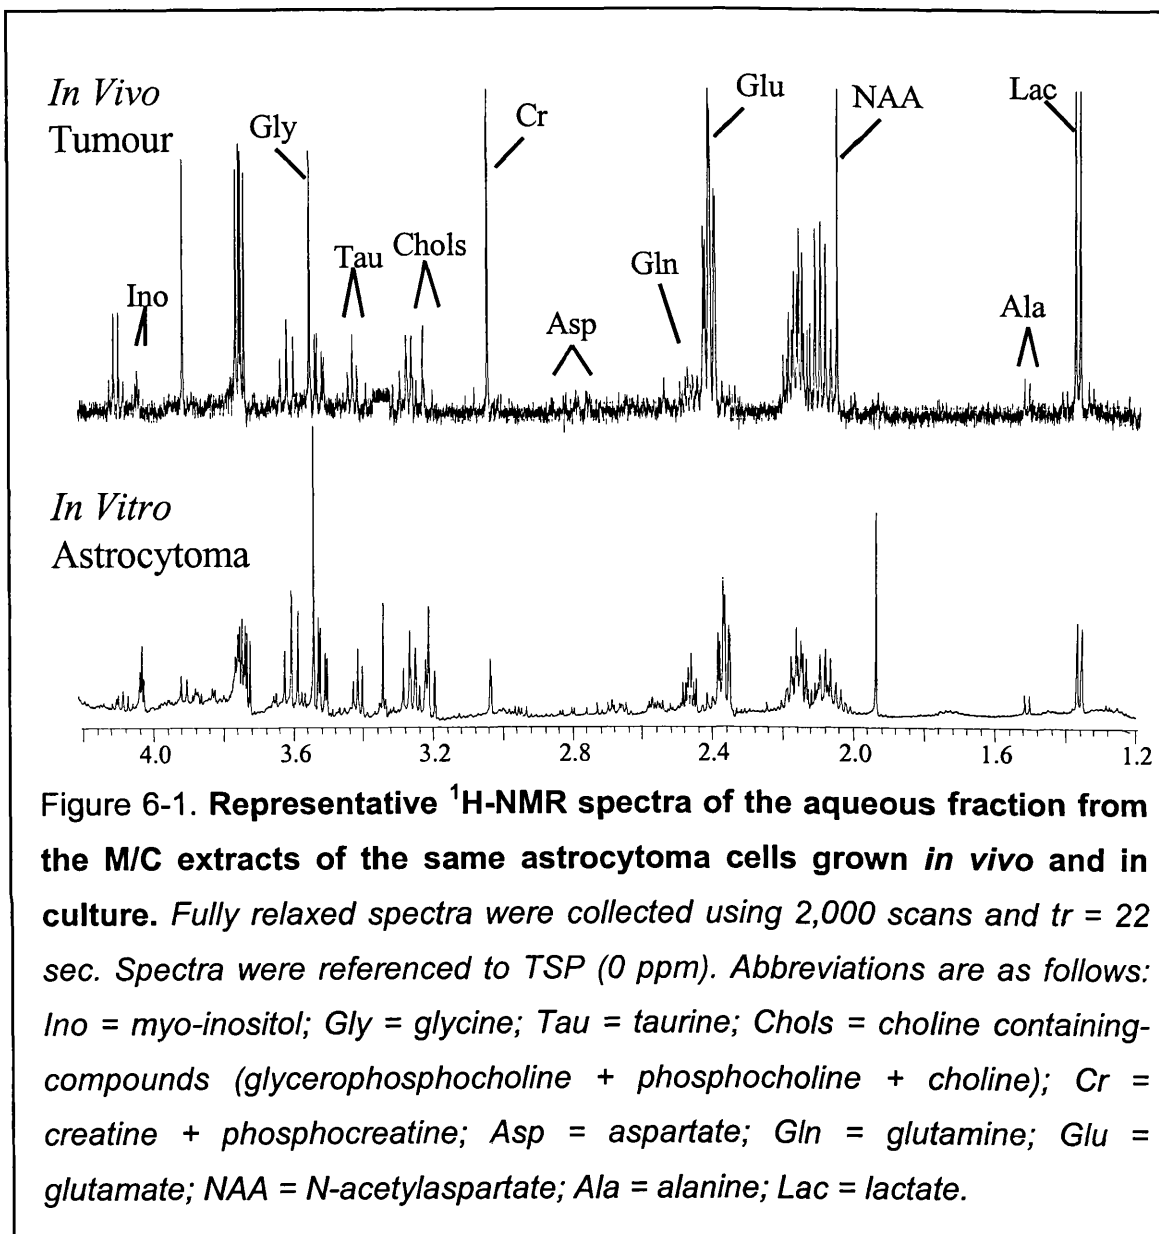 In Vivo
Tumour
Gly
Cr
Glu
NAA
Lac
Ino
Tau
Chols
Asp
Gln
Ala
In Vitro
Astrocytoma
4.0 3.6 3.2 2.8 2.4 2.0 1.6 1.2
Figure 6-1. Representative ¹H-NMR spectra of the aqueous fraction from
the M/C extracts of the same astrocytoma cells grown in vivo and in
culture. Fully relaxed spectra were collected using 2,000 scans and tr = 22
sec. Spectra were referenced to TSP (0 ppm). Abbreviations are as follows:
Ino = myo-inositol; Gly = glycine; Tau = taurine; Chols = choline containing-
compounds (glycerophosphocholine + phosphocholine + choline); Cr =
creatine + phosphocreatine; Asp = aspartate; Gln = glutamine; Glu =
glutamate; NAA = N-acetylaspartate; Ala = alanine; Lac = lactate.